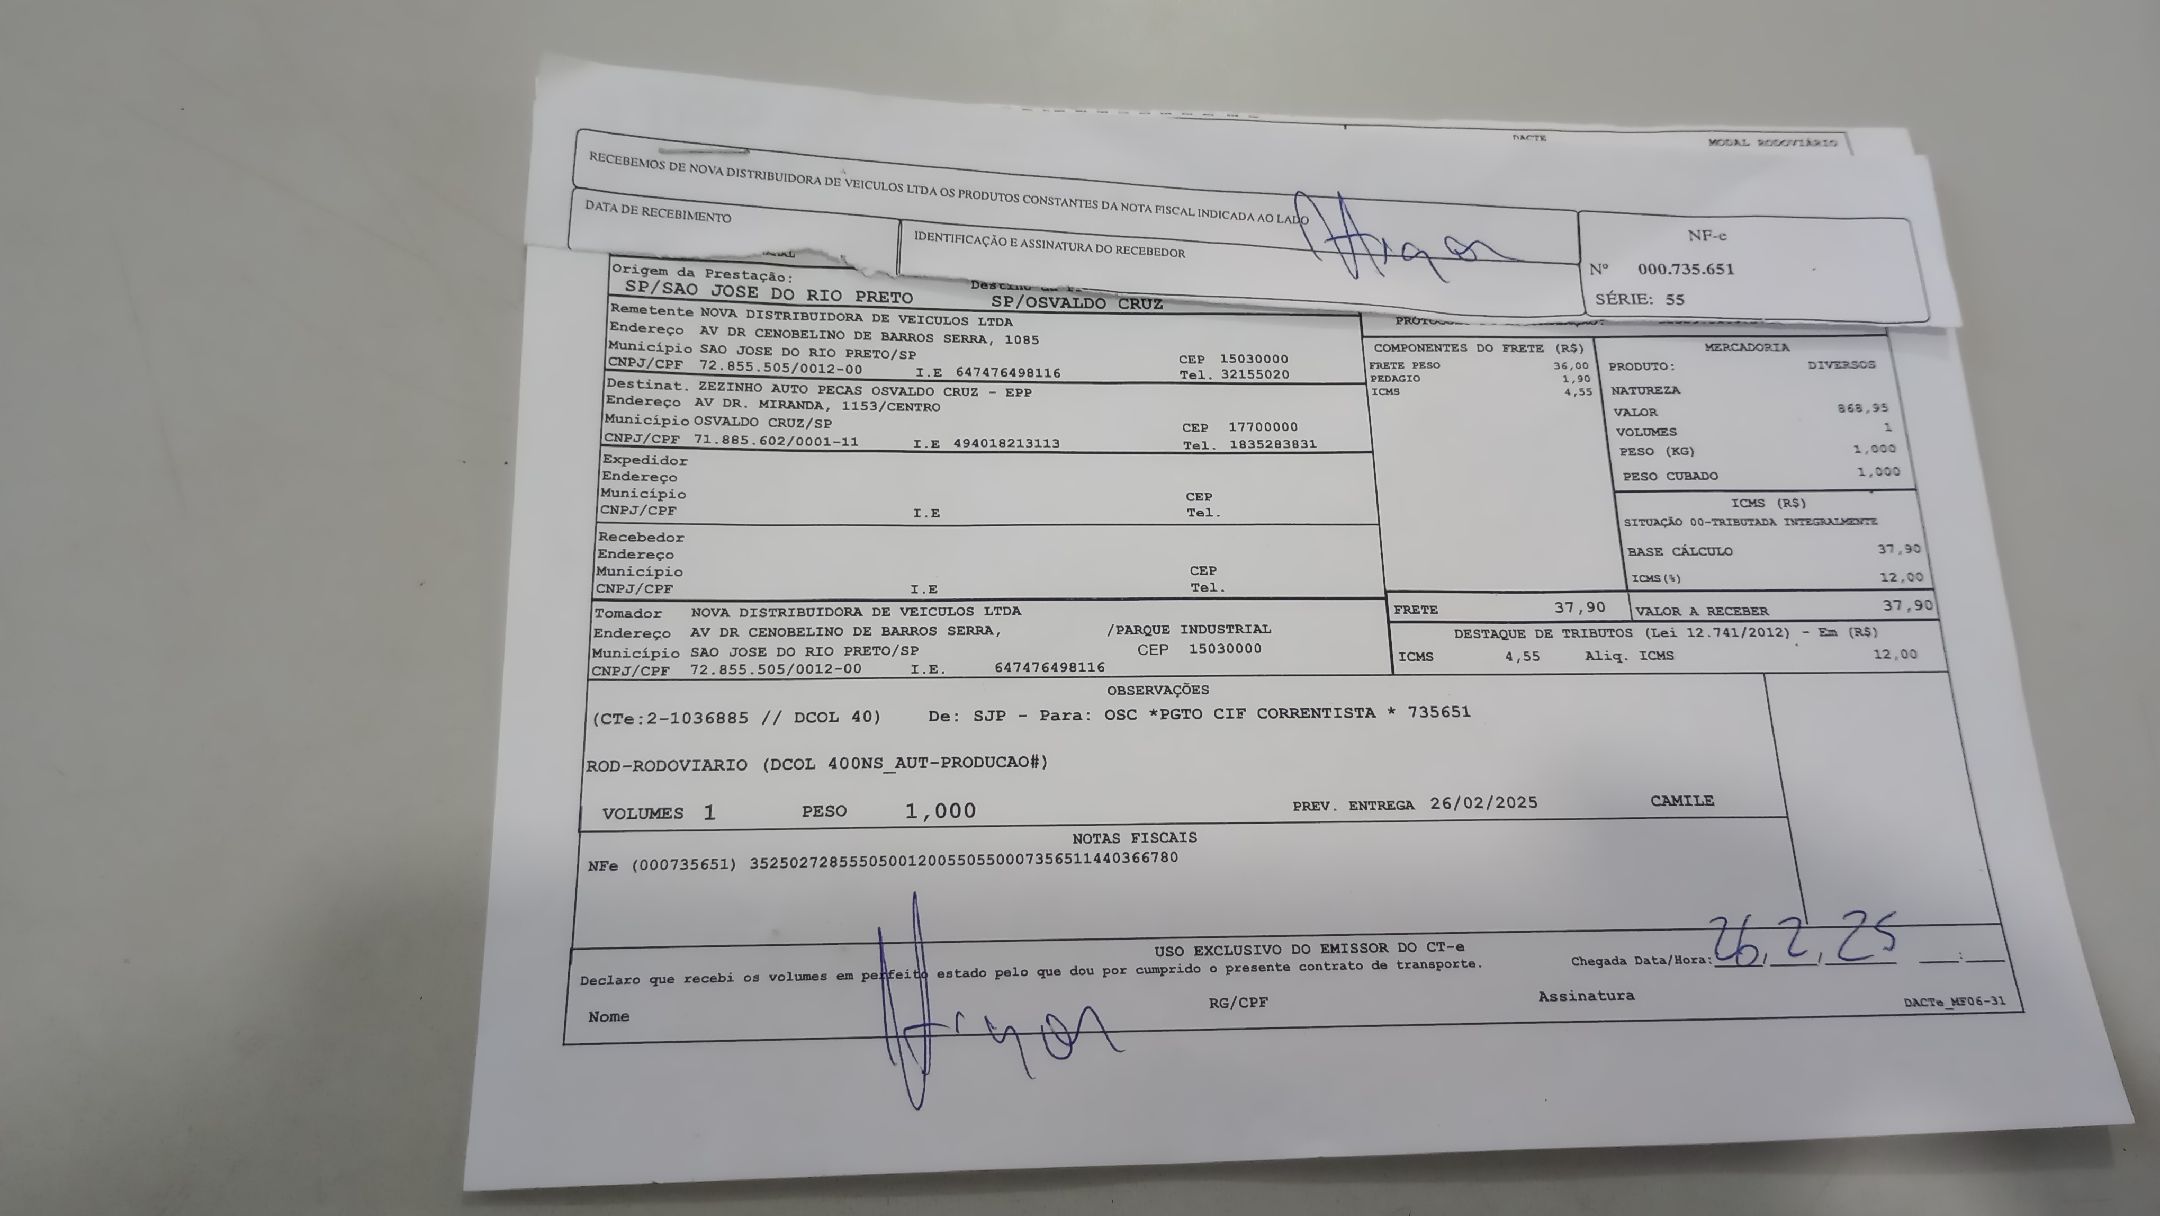 DACTE MODAL RODOVIÁRIO
RECEBEMOS DE NOVA DISTRIBUIDORA DE VEICULOS LTDA OS PRODUTOS CONSTANTES DA NOTA FISCAL INDICADA AO LADO
DATA DE RECEBIMENTO
IDENTIFICAÇÃO E ASSINATURA DO RECEBEDOR
NF-e
Nº 000.735.651
SÉRIE: 55
Origem da Prestação:
SP/SAO JOSE DO RIO PRETO SP/OSVALDO CRUZ
Remetente NOVA DISTRIBUIDORA DE VEICULOS LTDA
Endereço AV DR CENOBELINO DE BARROS SERRA, 1085
Município SAO JOSE DO RIO PRETO/SP CEP 15030000
CNPJ/CPF 72.855.505/0012-00 I.E 647476498116 Tel. 32155020
Destinat. ZEZINHO AUTO PECAS OSVALDO CRUZ - EPP
Endereço AV DR. MIRANDA, 1153/CENTRO
Município OSVALDO CRUZ/SP CEP 17700000
CNPJ/CPF 71.885.602/0001-11 I.E 494018213113 Tel. 1835283831
Expedidor
Endereço
Município CEP
CNPJ/CPF I.E Tel.
Recebedor
Endereço
Município CEP
CNPJ/CPF I.E Tel.
Tomador NOVA DISTRIBUIDORA DE VEICULOS LTDA
Endereço AV DR CENOBELINO DE BARROS SERRA, /PARQUE INDUSTRIAL
Município SAO JOSE DO RIO PRETO/SP CEP 15030000
CNPJ/CPF 72.855.505/0012-00 I.E. 647476498116
COMPONENTES DO FRETE (R$)
FRETE PESO 36,00
PEDAGIO 1,90
ICMS 4,55
MERCADORIA
PRODUTO: DIVERSOS
NATUREZA
VALOR 868,95
VOLUMES 1
PESO (KG) 1,000
PESO CUBADO 1,000
ICMS (R$)
SITUAÇÃO 00-TRIBUTADA INTEGRALMENTE
BASE CÁLCULO 37,90
ICMS(%) 12,00
FRETE 37,90 VALOR A RECEBER 37,90
DESTAQUE DE TRIBUTOS (Lei 12.741/2012) - Em (R$)
ICMS 4,55 Aliq. ICMS 12,00
OBSERVAÇÕES
(CTe:2-1036885 // DCOL 40) De: SJP - Para: OSC *PGTO CIF CORRENTISTA * 735651
ROD-RODOVIARIO (DCOL 400NS_AUT-PRODUCAO#)
VOLUMES 1 PESO 1,000 PREV. ENTREGA 26/02/2025 CAMILE
NOTAS FISCAIS
NFe (000735651) 35250272855505001200550550007356511440366780
USO EXCLUSIVO DO EMISSOR DO CT-e
Declaro que recebi os volumes em perfeito estado pelo que dou por cumprido o presente contrato de transporte.
Chegada Data/Hora: 26/2/25
Nome RG/CPF Assinatura DACTe_MF06-31